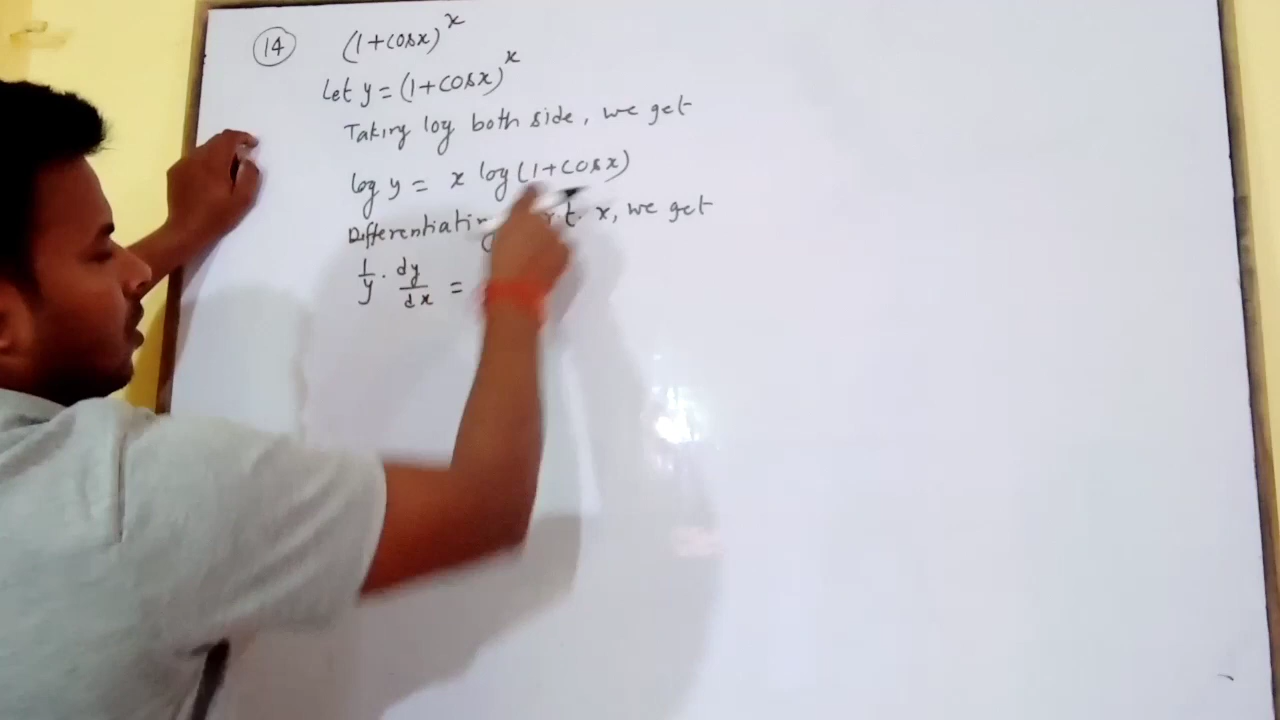 14 (1+cosx)^x
Let y = (1+cosx)^x
Taking log both side, we get
log y = x log(1+cosx)
Differentiating r.t. x, we get
1/y . dy/dx =